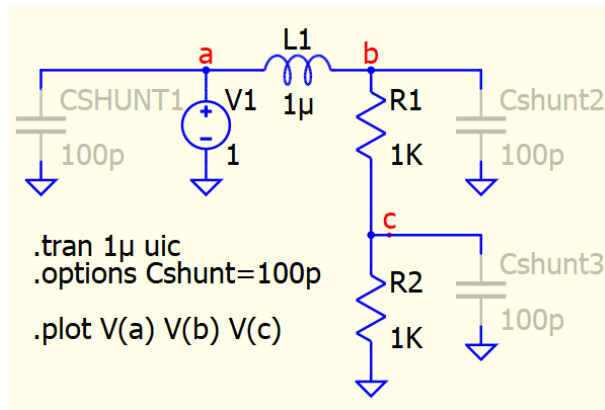 L1
a
b
CSHUNT1
V1
1µ
R1
Cshunt2
100p
1
1K
100p
c
.tran 1µ uic
.options Cshunt=100p
R2
Cshunt3
.plot V(a) V(b) V(c)
1K
100p